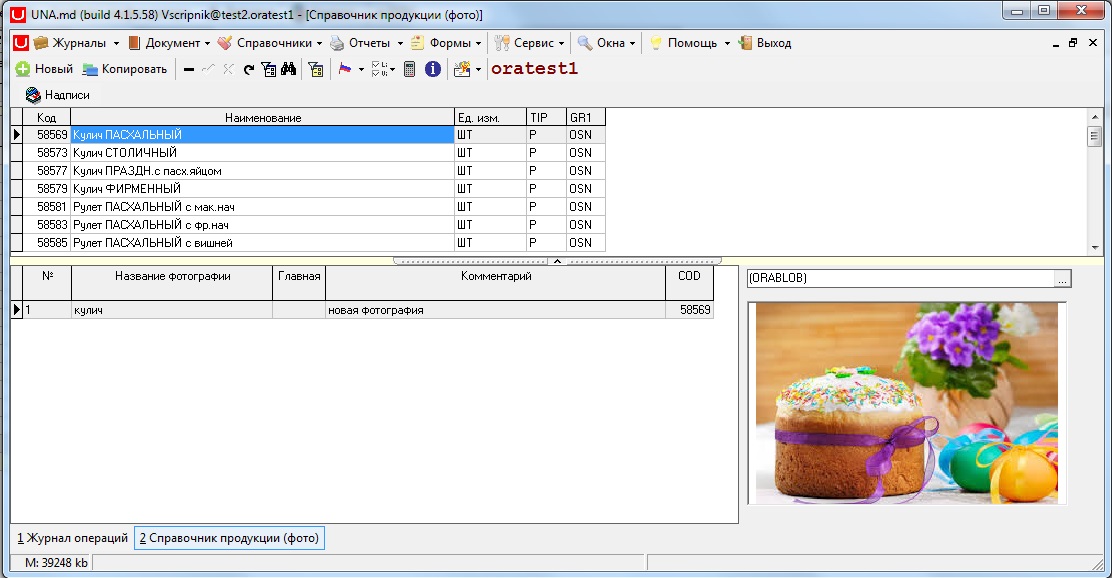 UNA.md (build 4.1.5.58) Vscripnik@test2.oratest1 - [Справочник продукции (фото)]
Журналы Документ Справочники Отчеты Формы Сервис Окна Помощь Выход
Новый Копировать oratest1
Надписи
Код Наименование Ед. изм. TIP GR1
58569 Кулич ПАСХАЛЬНЫЙ ШТ P OSN
58573 Кулич СТОЛИЧНЫЙ ШТ P OSN
58577 Кулич ПРАЗДН.с пасх.яйцом ШТ P OSN
58579 Кулич ФИРМЕННЫЙ ШТ P OSN
58581 Рулет ПАСХАЛЬНЫЙ с мак.нач ШТ P OSN
58583 Рулет ПАСХАЛЬНЫЙ с фр.нач ШТ P OSN
58585 Рулет ПАСХАЛЬНЫЙ с вишней ШТ P OSN
№ Название фотографии Главная Комментарий COD
1 кулич новая фотография 58569
(ORABLOB) ...
1 Журнал операций 2 Справочник продукции (фото)
M: 39248 kb